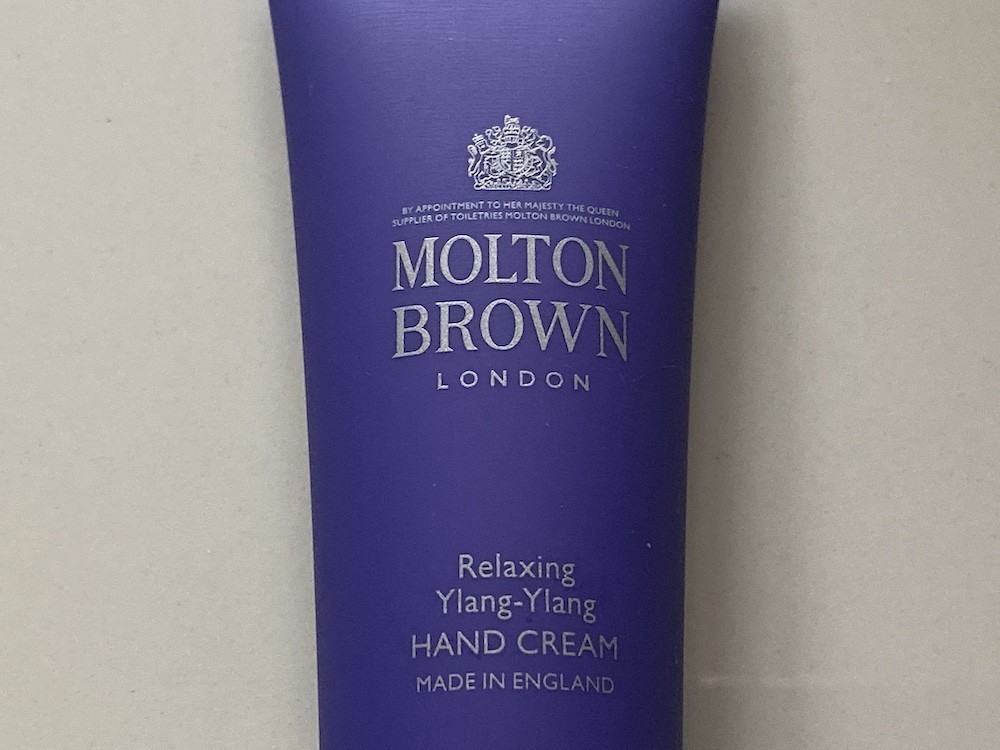 BY APPOINTMENT TO HER MAJESTY THE QUEEN
SUPPLIER OF TOILETRIES MOLTON BROWN LONDON
MOLTON
BROWN
LONDON
Relaxing
Ylang-Ylang
HAND CREAM
MADE IN ENGLAND